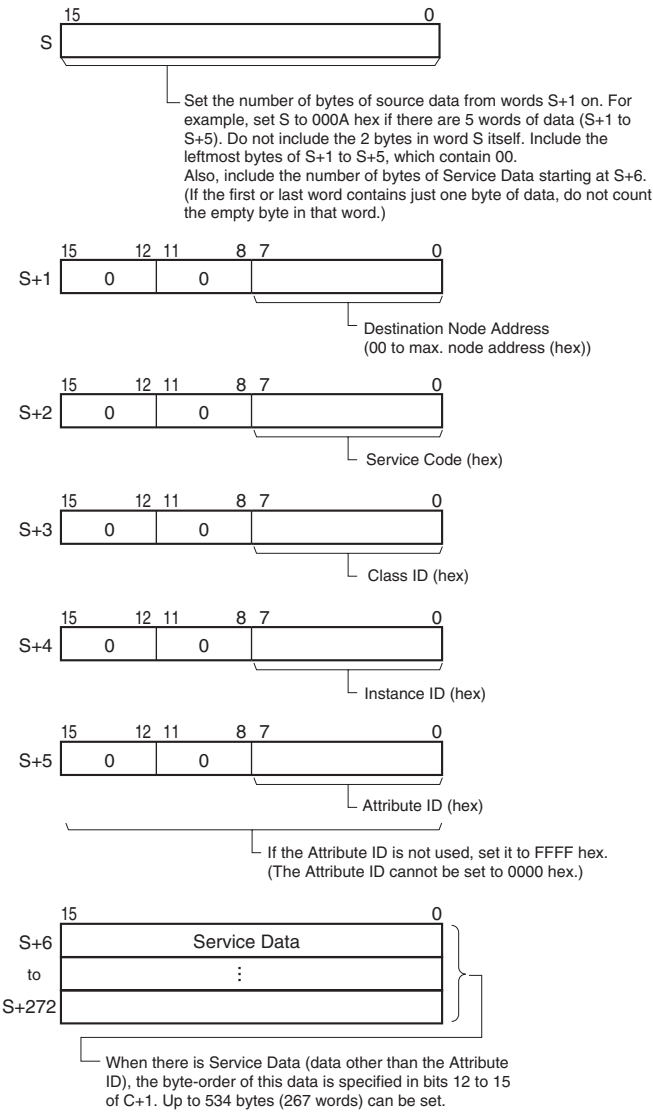 15 0
S
Set the number of bytes of source data from words S+1 on. For
example, set S to 000A hex if there are 5 words of data (S+1 to
S+5). Do not include the 2 bytes in word S itself. Include the
leftmost bytes of S+1 to S+5, which contain 00.
Also, include the number of bytes of Service Data starting at S+6.
(If the first or last word contains just one byte of data, do not count
the empty byte in that word.)
15 12 11 8 7 0
S+1 0 0
Destination Node Address
(00 to max. node address (hex))
15 12 11 8 7 0
S+2 0 0
Service Code (hex)
15 12 11 8 7 0
S+3 0 0
Class ID (hex)
15 12 11 8 7 0
S+4 0 0
Instance ID (hex)
15 12 11 8 7 0
S+5 0 0
Attribute ID (hex)
If the Attribute ID is not used, set it to FFFF hex.
(The Attribute ID cannot be set to 0000 hex.)
15 0
S+6 Service Data
to ⋮
S+272
When there is Service Data (data other than the Attribute
ID), the byte-order of this data is specified in bits 12 to 15
of C+1. Up to 534 bytes (267 words) can be set.